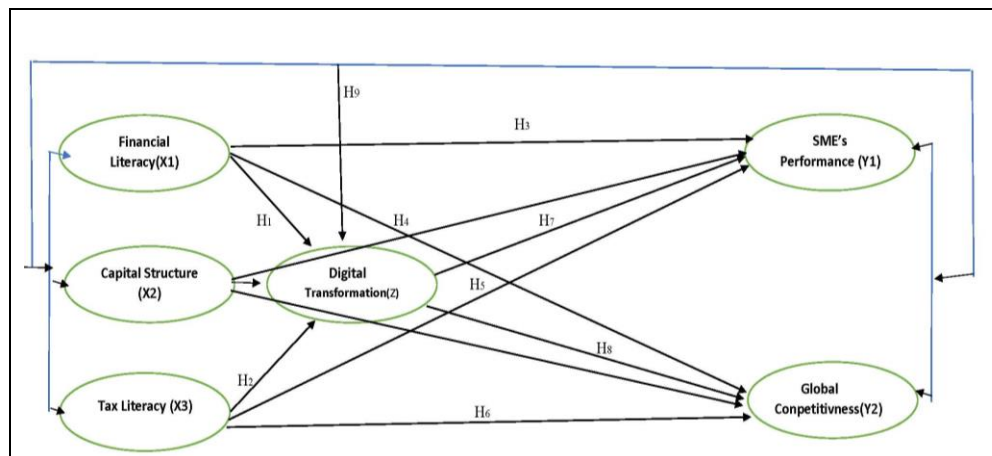 H9
H3
Financial
Literacy(X1)
SME's
Performance (Y1)
H1
H4
H7
Capital Structure
(X2)
Digital
Transformation(Z)
H5
H8
H2
Tax Literacy (X3)
H6
Global
Conpetitivness(Y2)